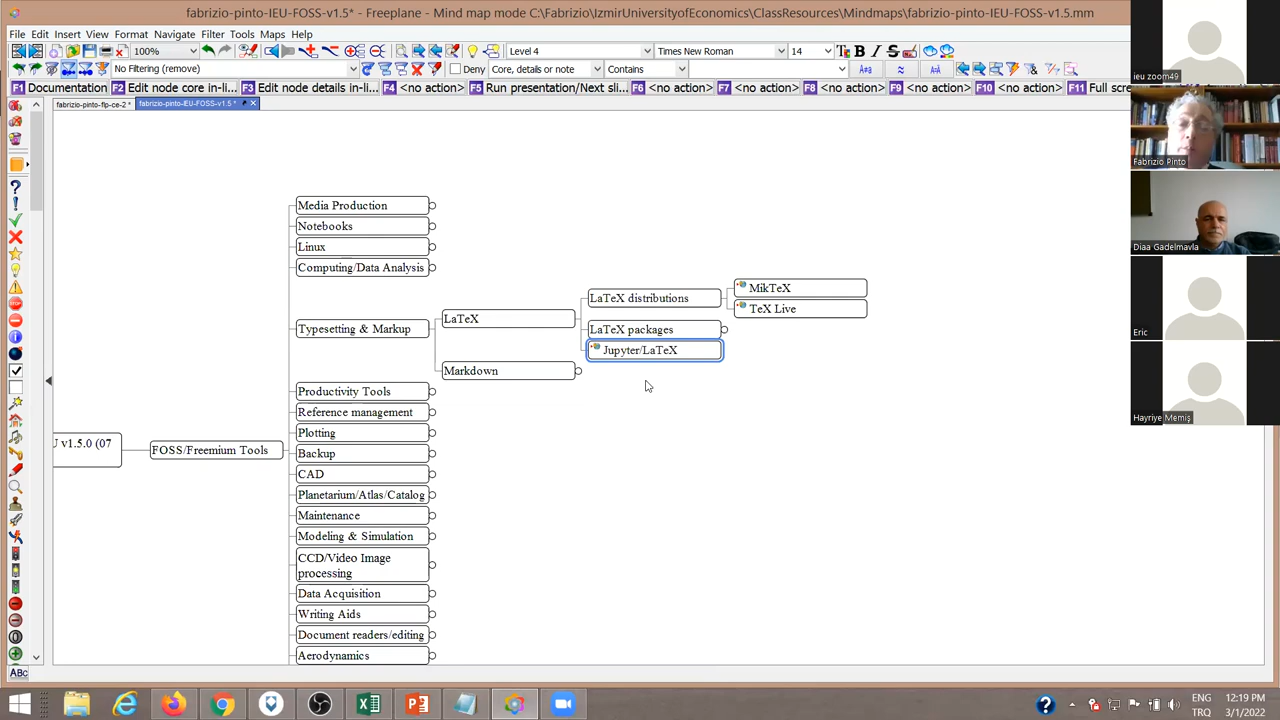 fabrizio-pinto-IEU-FOSS-v1.5* - Freeplane - Mind map mode C:\Fabrizio\IzmirUniversityofEconomics\ClassResources\Mindmaps\fabrizio-pinto-IEU-FOSS-v1.5.mm
File Edit Insert View Format Navigate Filter Tools Maps Help
100% Level 4 Times New Roman 14
No Filtering (remove) Deny Core, details or note Contains
F1 Documentation F2 Edit node core in-li... F3 Edit node details in-l... F4 <no action> F5 Run presentation/Next sli... F6 <no action> F7 <no action> F8 <no action> F9 <no action> F10 <no action> F11 Full scre
fabrizio-pinto-flp-ce-2 * fabrizio-pinto-IEU-FOSS-v1.5 *
Media Production
Notebooks
Linux
Computing/Data Analysis
Typesetting & Markup
LaTeX
LaTeX distributions
MikTeX
TeX Live
LaTeX packages
Jupyter/LaTeX
Markdown
Productivity Tools
Reference management
Plotting
U v1.5.0 (07
FOSS/Freemium Tools
Backup
CAD
Planetarium/Atlas/Catalog
Maintenance
Modeling & Simulation
CCD/Video Image
processing
Data Acquisition
Writing Aids
Document readers/editing
Aerodynamics
ABc
ieu zoom49
Fabrizio Pinto
Diaa Gadelmavla
Eric
Hayriye Memiş
ENG
TRQ
12:19 PM
3/1/2022